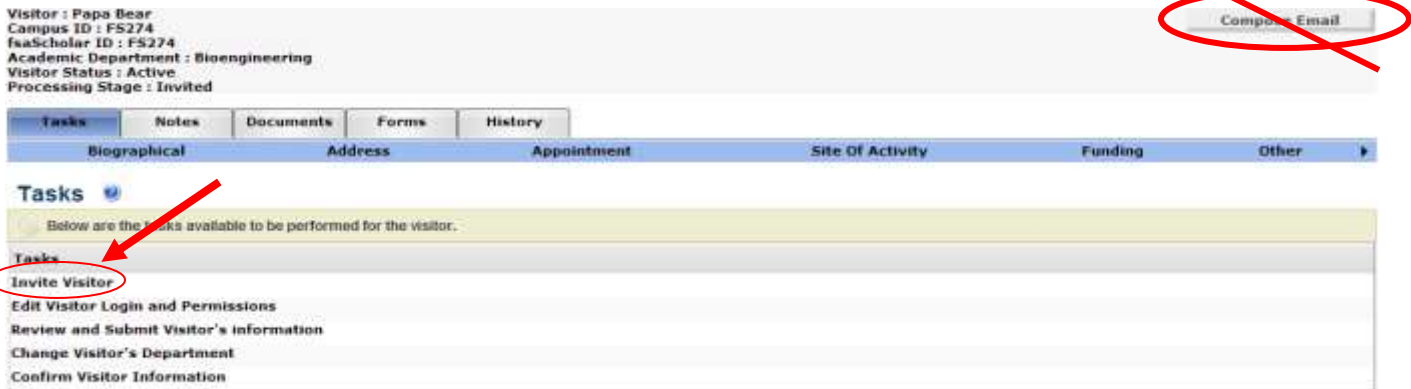 Visitor : Papa Bear
Compose Email
Campus ID : FS274
fsaScholar ID : FS274
Academic Department : Bioengineering
Visitor Status : Active
Processing Stage : Invited
Tasks Notes Documents Forms History
Biographical Address Appointment Site Of Activity Funding Other
Tasks
Below are the tasks available to be performed for the visitor.
Tasks
Invite Visitor
Edit Visitor Login and Permissions
Review and Submit Visitor's information
Change Visitor's Department
Confirm Visitor Information